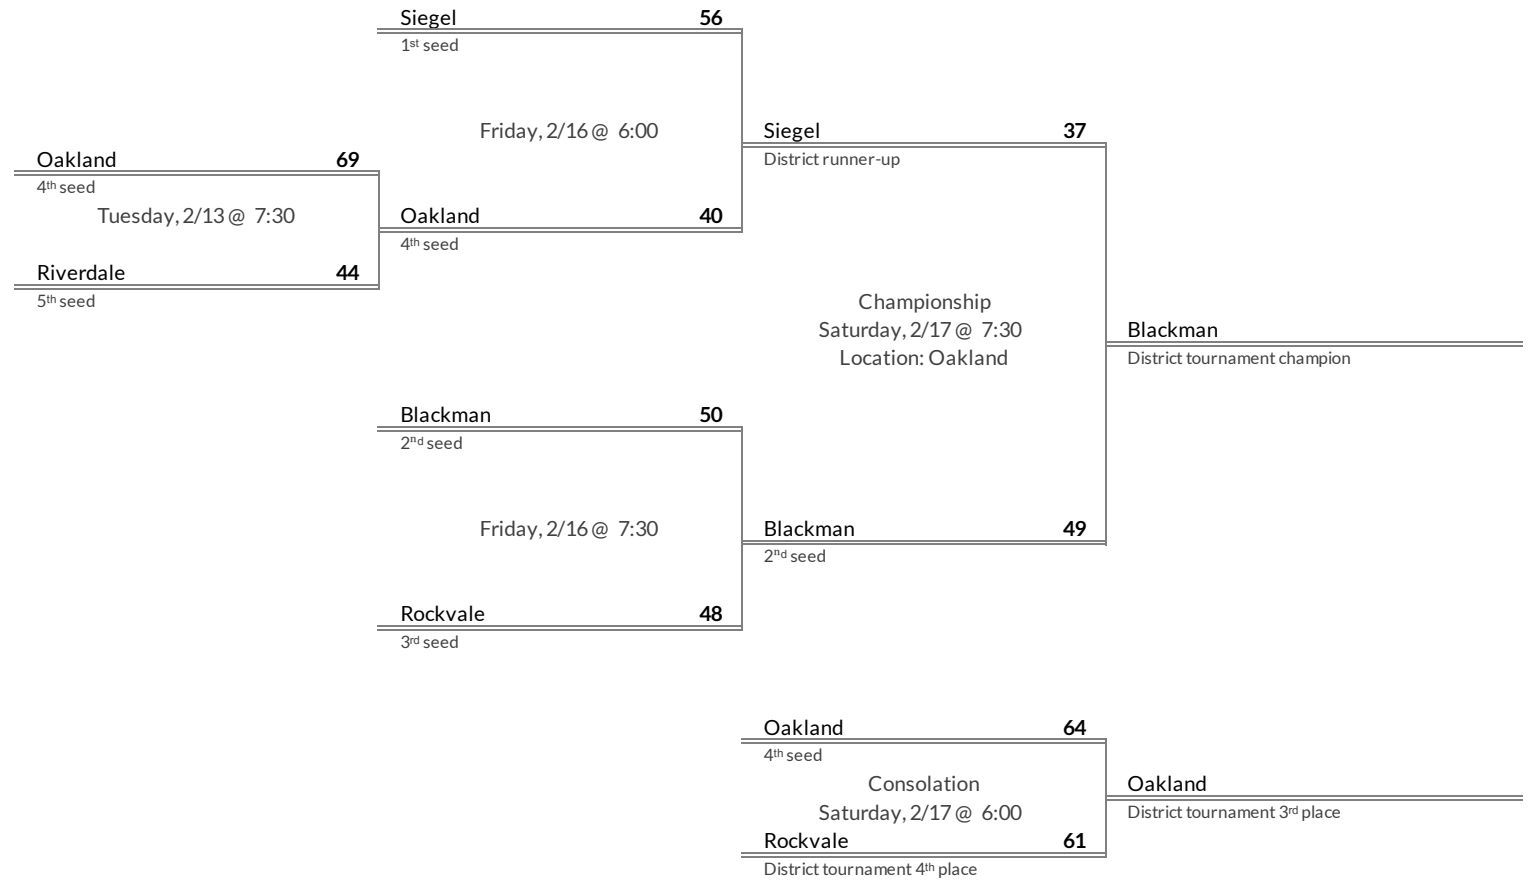 Siegel 56
1st seed
Friday, 2/16 @ 6:00
Siegel 37
District runner-up
Oakland 69
4th seed
Tuesday, 2/13 @ 7:30
Oakland 40
4th seed
Riverdale 44
5th seed
Championship
Saturday, 2/17 @ 7:30
Location: Oakland
Blackman
District tournament champion
Blackman 50
2nd seed
Friday, 2/16 @ 7:30
Blackman 49
2nd seed
Rockvale 48
3rd seed
Oakland 64
4th seed
Consolation
Saturday, 2/17 @ 6:00
Oakland
District tournament 3rd place
Rockvale 61
District tournament 4th place